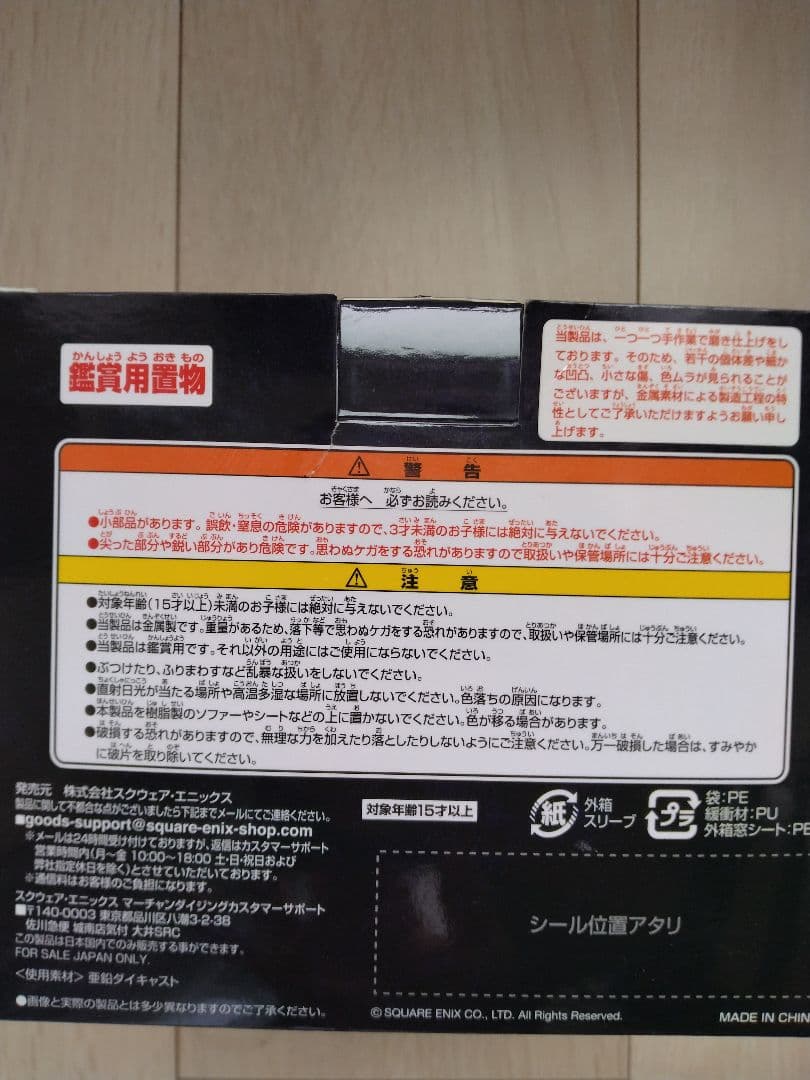 かんしょう よう おき もの
鑑賞用置物
当製品は、一つ一つ手作業で磨き仕上げをし
ております。そのため、若干の個体差や細か
な凹凸、小さな傷、色ムラが見られることが
ございますが、金属素材による製造工程の特
性としてご了承いただけますようお願い申し
上げます。
⚠ 警告
お客様へ 必ずお読みください。
●小部品があります。誤飲・窒息の危険がありますので、3才未満のお子様には絶対に与えないでください。
●尖った部分や鋭い部分があり危険です。思わぬケガをする恐れがありますので取扱いや保管場所には十分ご注意ください。
⚠ 注意
●対象年齢(15才以上)未満のお子様には絶対に与えないでください。
●当製品は金属製です。重量があるため、落下等で思わぬケガをする恐れがありますので、取扱いや保管場所には十分ご注意ください。
●当製品は鑑賞用です。それ以外の用途にはご使用にならないでください。
●ぶつけたり、ふりまわすなど乱暴な扱いをしないでください。
●直射日光が当たる場所や高温多湿な場所に放置しないでください。色落ちの原因になります。
●本製品を樹脂製のソファーやシートなどの上に置かないでください。色が移る場合があります。
●破損する恐れがありますので、無理な力を加えたり落としたりしないようにご注意ください。万一破損した場合は、すみやか
に破片を取り除いてください。
発売元 株式会社スクウェア・エニックス
製品に関して不都合な点がございましたら下記までメールにてご連絡ください。
■goods-support@square-enix-shop.com
※メールは24時間受け付けておりますが、返信はカスタマーサポート
営業時間内(月〜金 10:00〜18:00 土・日・祝日および
弊社指定休日を除く)とさせていただいております。
※通信料はお客様のご負担になります。
スクウェア・エニックス マーチャンダイジングカスタマーサポート
■〒140-0003 東京都品川区八潮3-2-38
佐川急便 城南店気付 大井SRC
この製品は日本国内でのみ販売する事ができます。
FOR SALE JAPAN ONLY.
<使用素材> 亜鉛ダイキャスト
●画像と実際の製品とは多少異なりますのでご了承ください。
対象年齢15才以上
紙
外箱
スリーブ
プラ
袋:PE
緩衝材:PU
外箱窓シート:PE
シール位置アタリ
© SQUARE ENIX CO., LTD. All Rights Reserved.
MADE IN CHIN